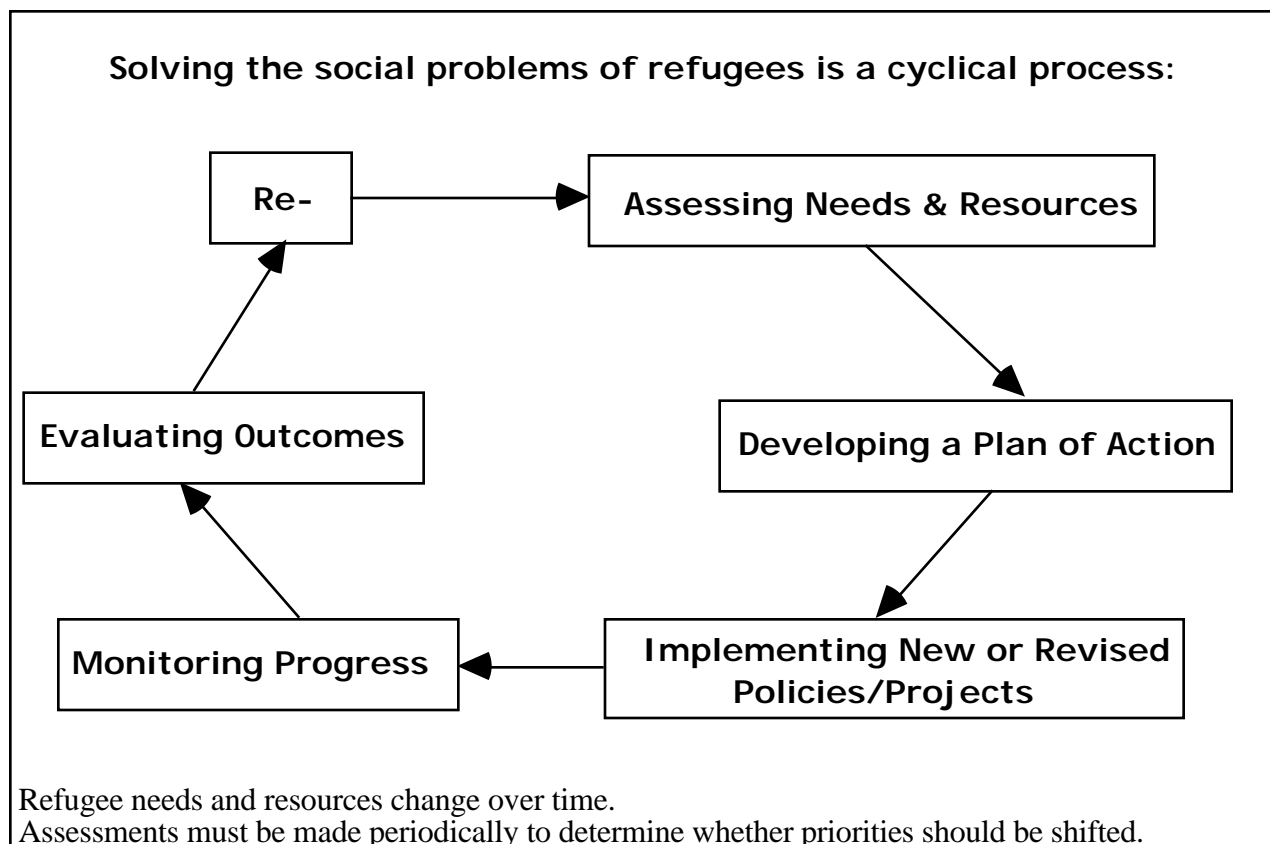 Solving the social problems of refugees is a cyclical process:
Re-
Assessing Needs & Resources
Developing a Plan of Action
Implementing New or Revised
Policies/Projects
Monitoring Progress
Evaluating Outcomes
Refugee needs and resources change over time.
Assessments must be made periodically to determine whether priorities should be shifted.